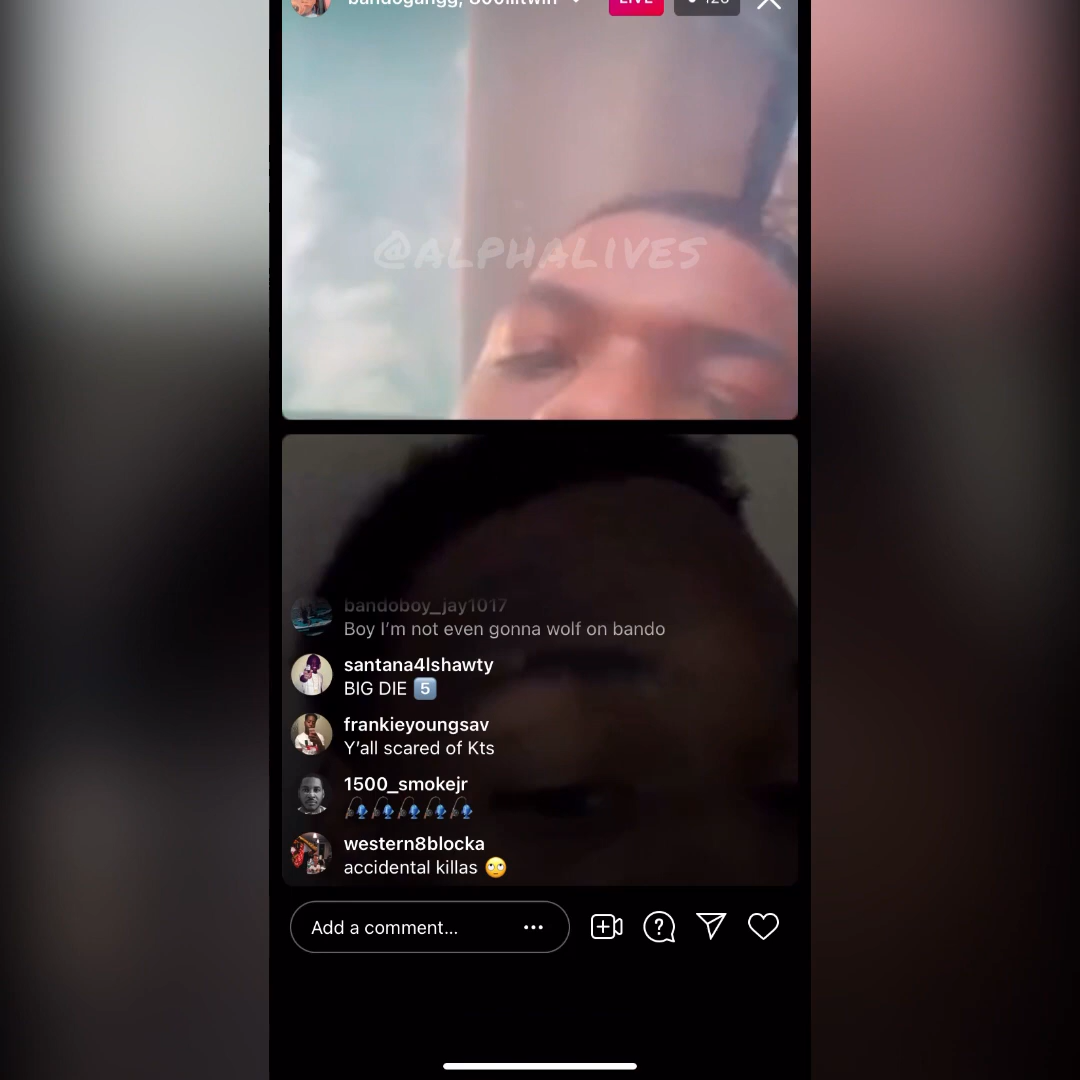 LIVE
@ALPHALIVES
bandoboy_jay1017
Boy I'm not even gonna wolf on bando
santana4lshawty
BIG DIE 5️⃣
frankieyoungsav
Y'all scared of Kts
1500_smokejr
🎣🎣🎣🎣🎣
western8blocka
accidental killas 🙄
Add a comment...